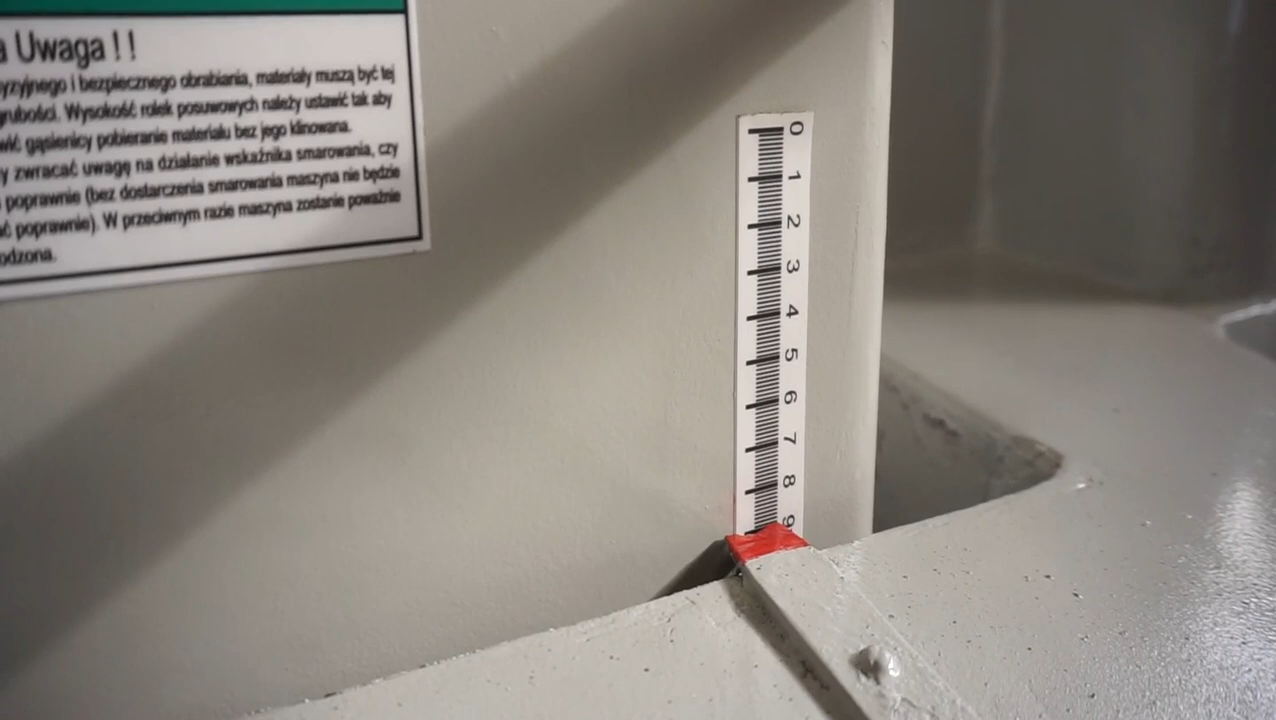 a Uwaga ! !
yzyjnego i bezpiecznego obrabiania, materiały muszą być tej
grubości. Wysokość rolek posuwowych należy ustawić tak aby
wić gąsienicy pobieranie materiału bez jego klinowana.
y zwracać uwagę na działanie wskaźnika smarowania, czy
poprawnie (bez dostarczenia smarowania maszyna nie będzie
ać poprawnie). W przeciwnym razie maszyna zostanie poważnie
odzona.
0
1
2
3
4
5
6
7
8
9